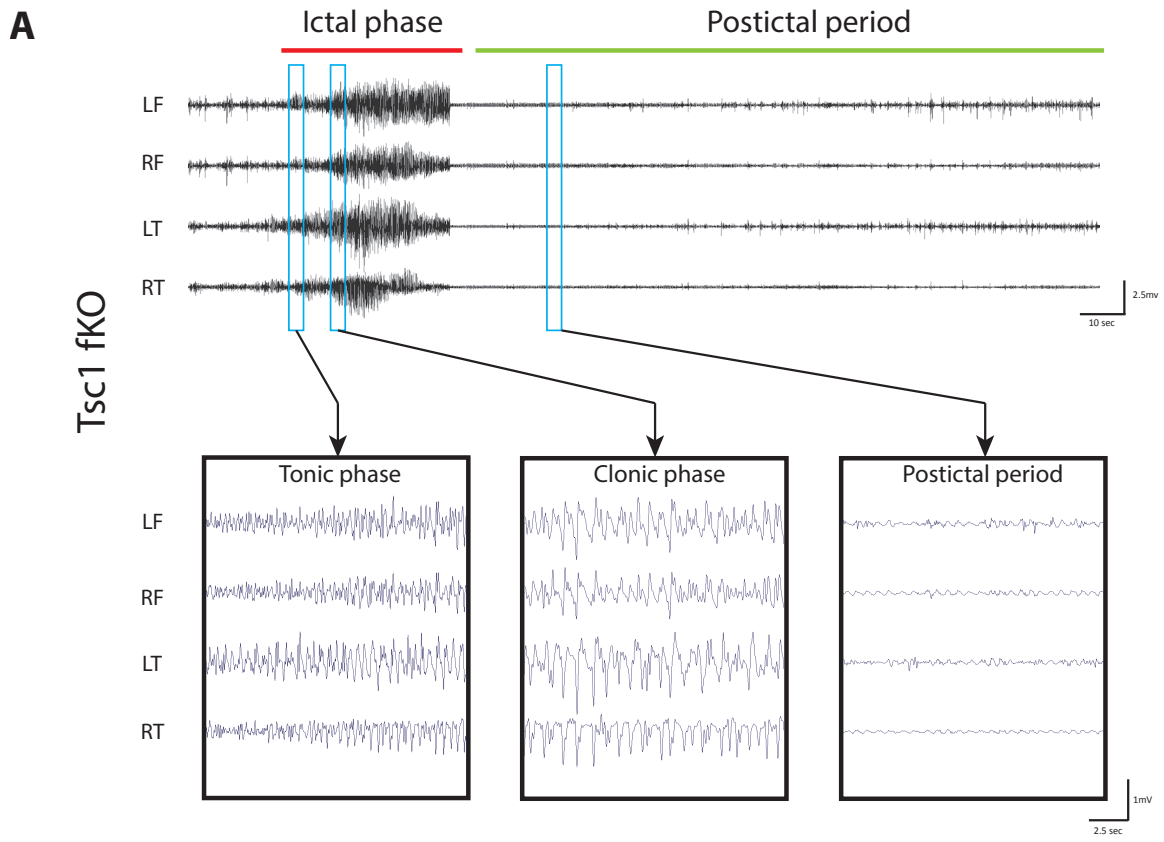 A
Ictal phase
Postictal period
LF
RF
LT
RT
2.5mv
10 sec
Tsc1 fKO
Tonic phase
Clonic phase
Postictal period
LF
RF
LT
RT
1mV
2.5 sec